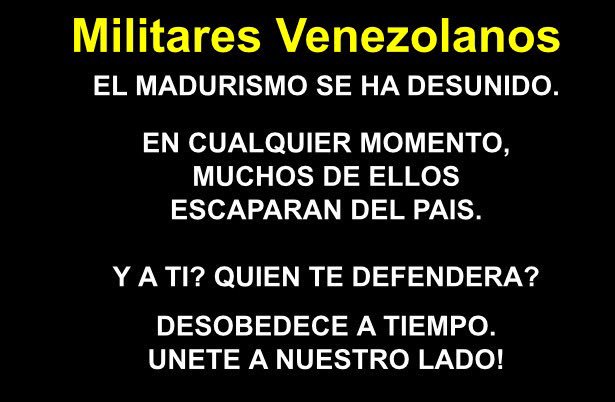 Militares Venezolanos
EL MADURISMO SE HA DESUNIDO.
EN CUALQUIER MOMENTO,
MUCHOS DE ELLOS
ESCAPARAN DEL PAIS.
Y A TI? QUIEN TE DEFENDERA?
DESOBEDECE A TIEMPO.
UNETE A NUESTRO LADO!